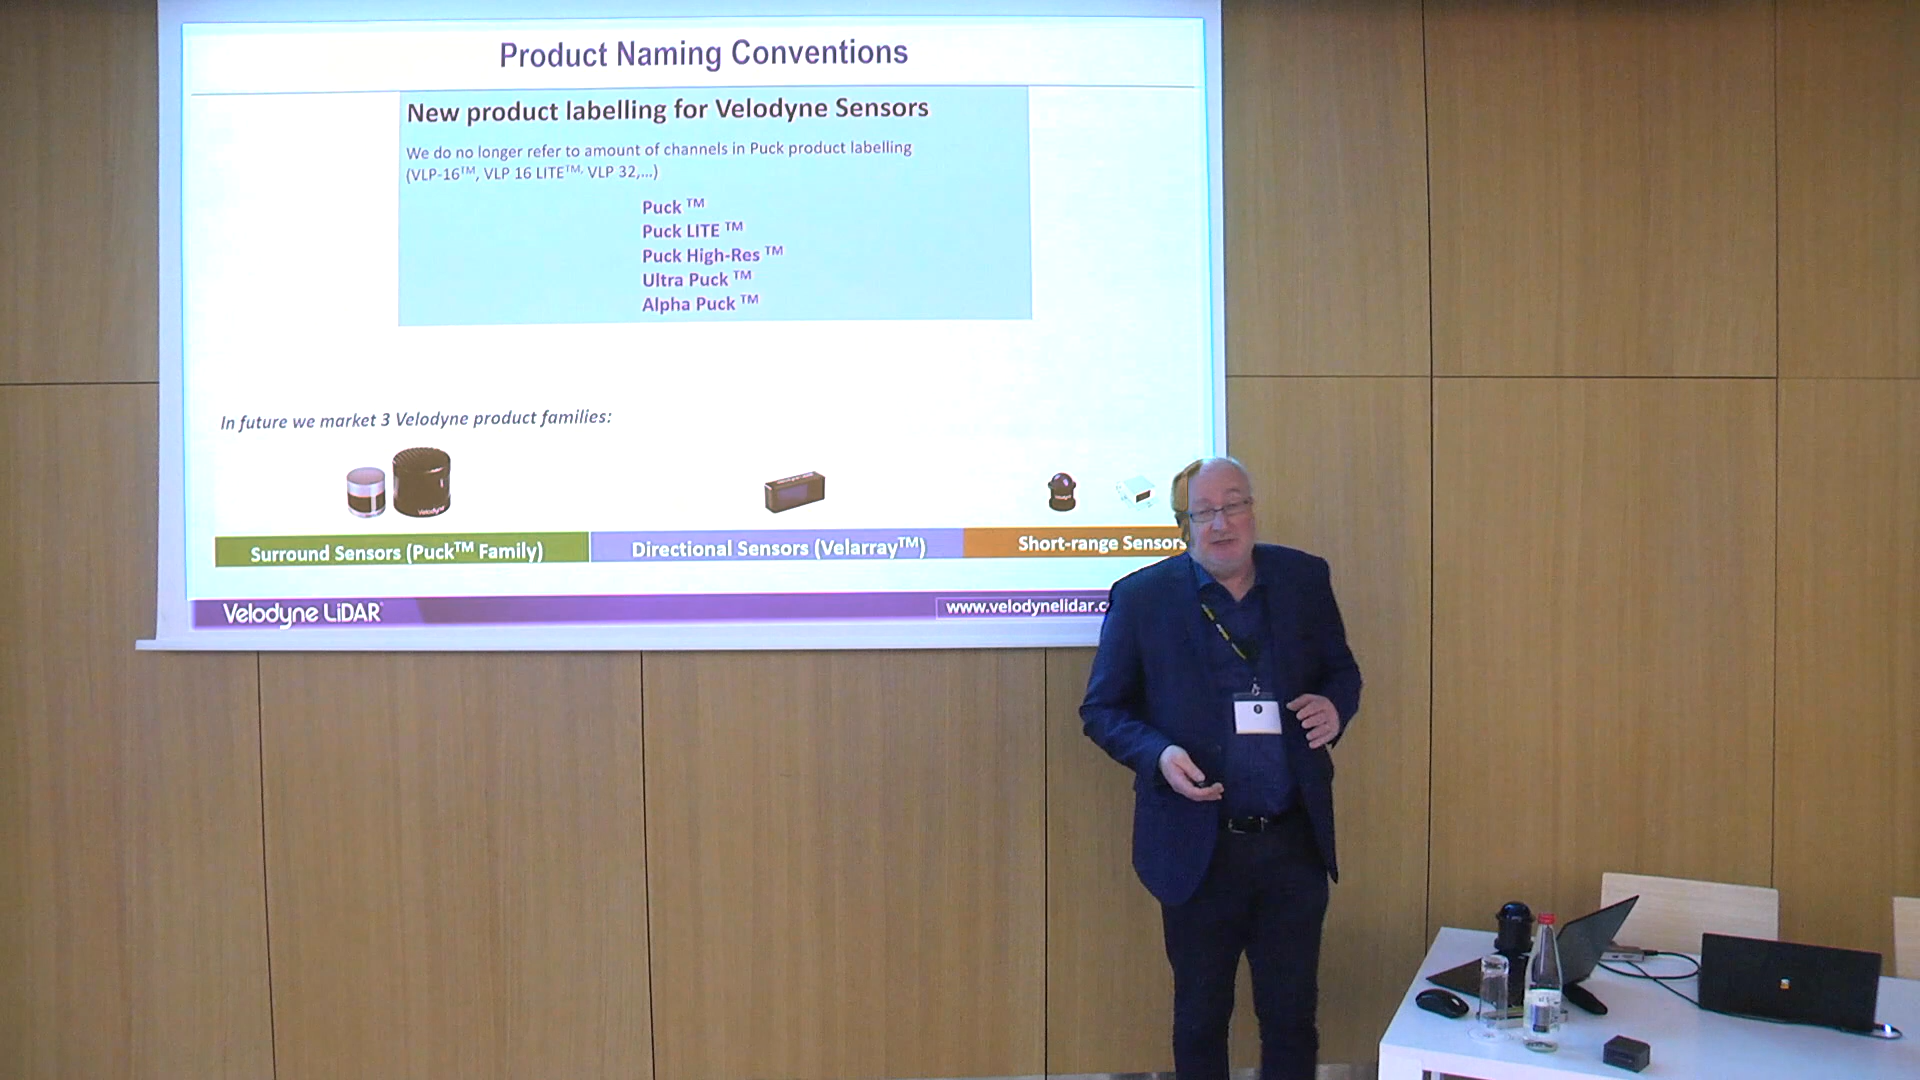 Product Naming Conventions
New product labelling for Velodyne Sensors
We do no longer refer to amount of channels in Puck product labelling
(VLP-16™, VLP 16 LITE™, VLP 32,...)
Puck ™
Puck LITE ™
Puck High-Res ™
Ultra Puck ™
Alpha Puck ™
In future we market 3 Velodyne product families:
Velodyne
Surround Sensors (Puck™ Family)
Directional Sensors (Velarray™)
Short-range Sensors
Velodyne LiDAR
www.velodynelidar.c